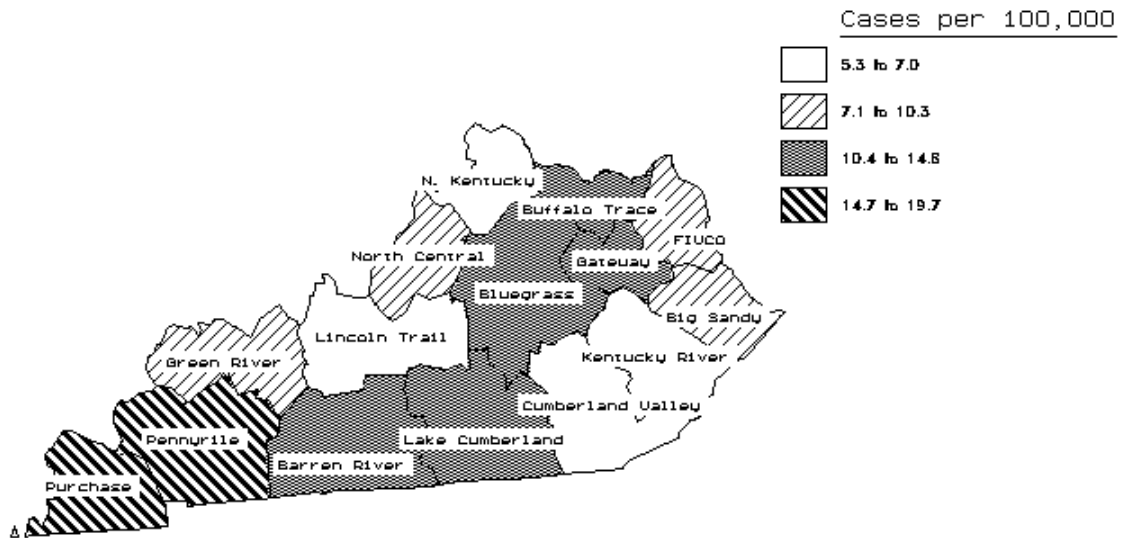 Cases per 100,000
5.3 to 7.0
7.1 to 10.3
10.4 to 14.6
14.7 to 19.7
N. Kentucky
Buffalo Trace
FIVCO
North Central
Gateway
Bluegrass
Big Sandy
Lincoln Trail
Kentucky River
Green River
Cumberland Valley
Pennyrile
Lake Cumberland
Barren River
Purchase